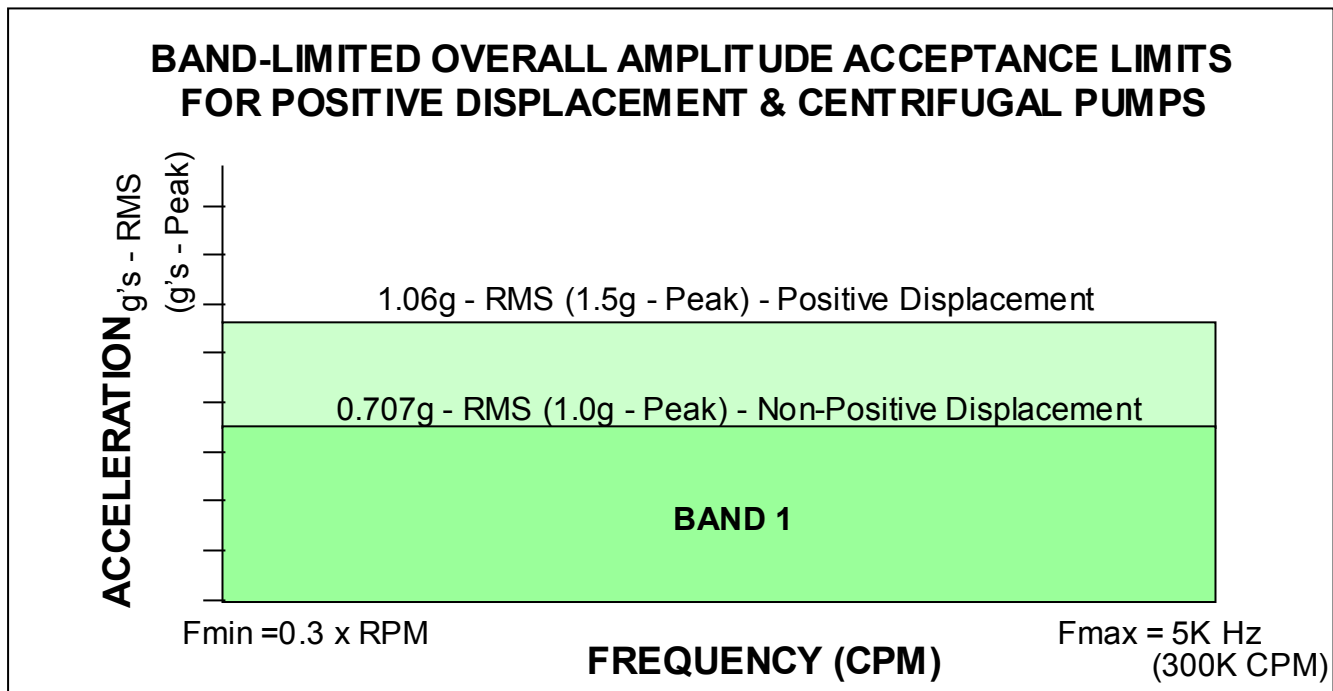 BAND-LIMITED OVERALL AMPLITUDE ACCEPTANCE LIMITS
FOR POSITIVE DISPLACEMENT & CENTRIFUGAL PUMPS
ACCELERATION
g's - RMS
(g's - Peak)
1.06g - RMS (1.5g - Peak) - Positive Displacement
0.707g - RMS (1.0g - Peak) - Non-Positive Displacement
BAND 1
Fmin =0.3 x RPM
FREQUENCY (CPM)
Fmax = 5K Hz
(300K CPM)